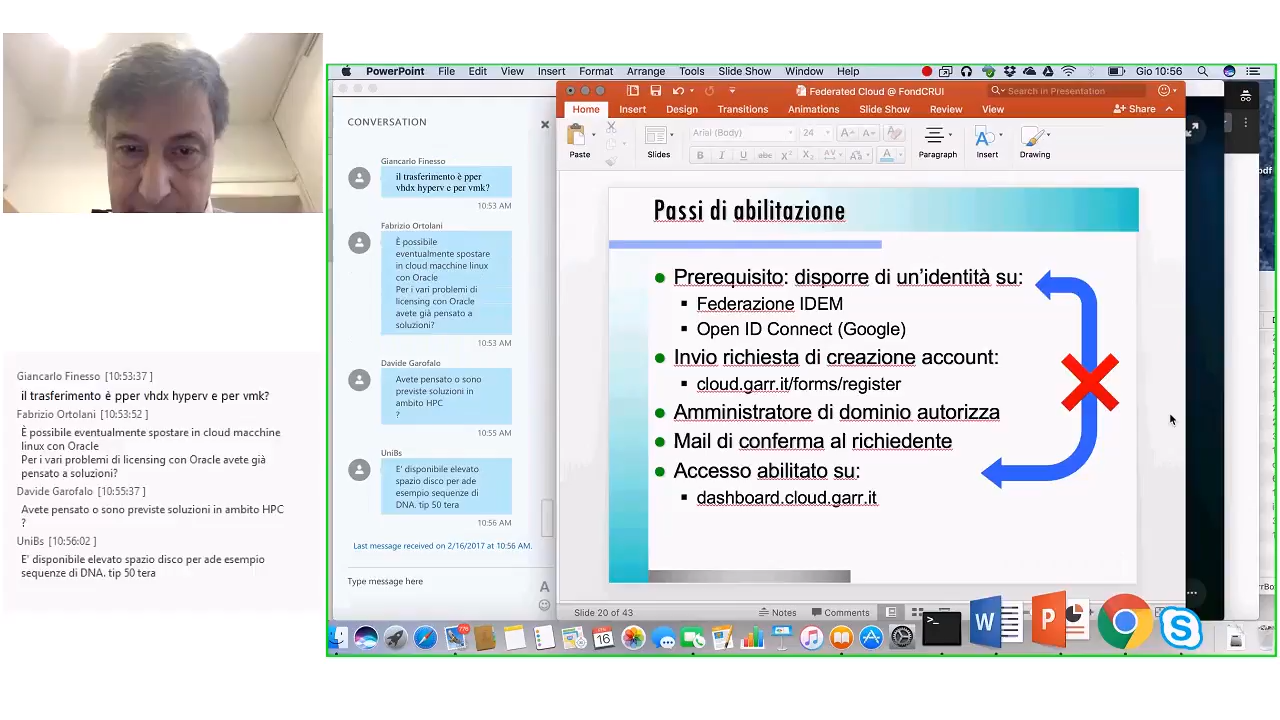 PowerPoint File Edit View Insert Format Arrange Tools Slide Show Window Help
Gio 10:56
Federated Cloud @ FondCRUI
Search in Presentation
Home Insert Design Transitions Animations Slide Show Review View
Share
Arial (Body) 24
Paste
Slides
Paragraph
Insert
Drawing
CONVERSATION
Giancarlo Finesso
il trasferimento è pper
vhdx hyperv e per vmk?
10:53 AM
Fabrizio Ortolani
È possibile
eventualmente spostare
in cloud macchine linux
con Oracle
Per i vari problemi di
licensing con Oracle
avete già pensato a
soluzioni?
10:53 AM
Davide Garofalo
Avete pensato o sono
previste soluzioni in
ambito HPC
?
10:55 AM
UniBs
E' disponibile elevato
spazio disco per ade
esempio sequenze di
DNA. tip 50 tera
10:56 AM
Last message received on 2/16/2017 at 10:56 AM.
Type message here
Passi di abilitazione
Prerequisito: disporre di un'identità su:
Federazione IDEM
Open ID Connect (Google)
Invio richiesta di creazione account:
cloud.garr.it/forms/register
Amministratore di dominio autorizza
Mail di conferma al richiedente
Accesso abilitato su:
dashboard.cloud.garr.it
Slide 20 of 43
Notes
Comments
Giancarlo Finesso [10:53:37]
il trasferimento è pper vhdx hyperv e per vmk?
Fabrizio Ortolani [10:53:52]
È possibile eventualmente spostare in cloud macchine
linux con Oracle
Per i vari problemi di licensing con Oracle avete già
pensato a soluzioni?
Davide Garofalo [10:55:37]
Avete pensato o sono previste soluzioni in ambito HPC
?
UniBs [10:56:02]
E' disponibile elevato spazio disco per ade esempio
sequenze di DNA. tip 50 tera